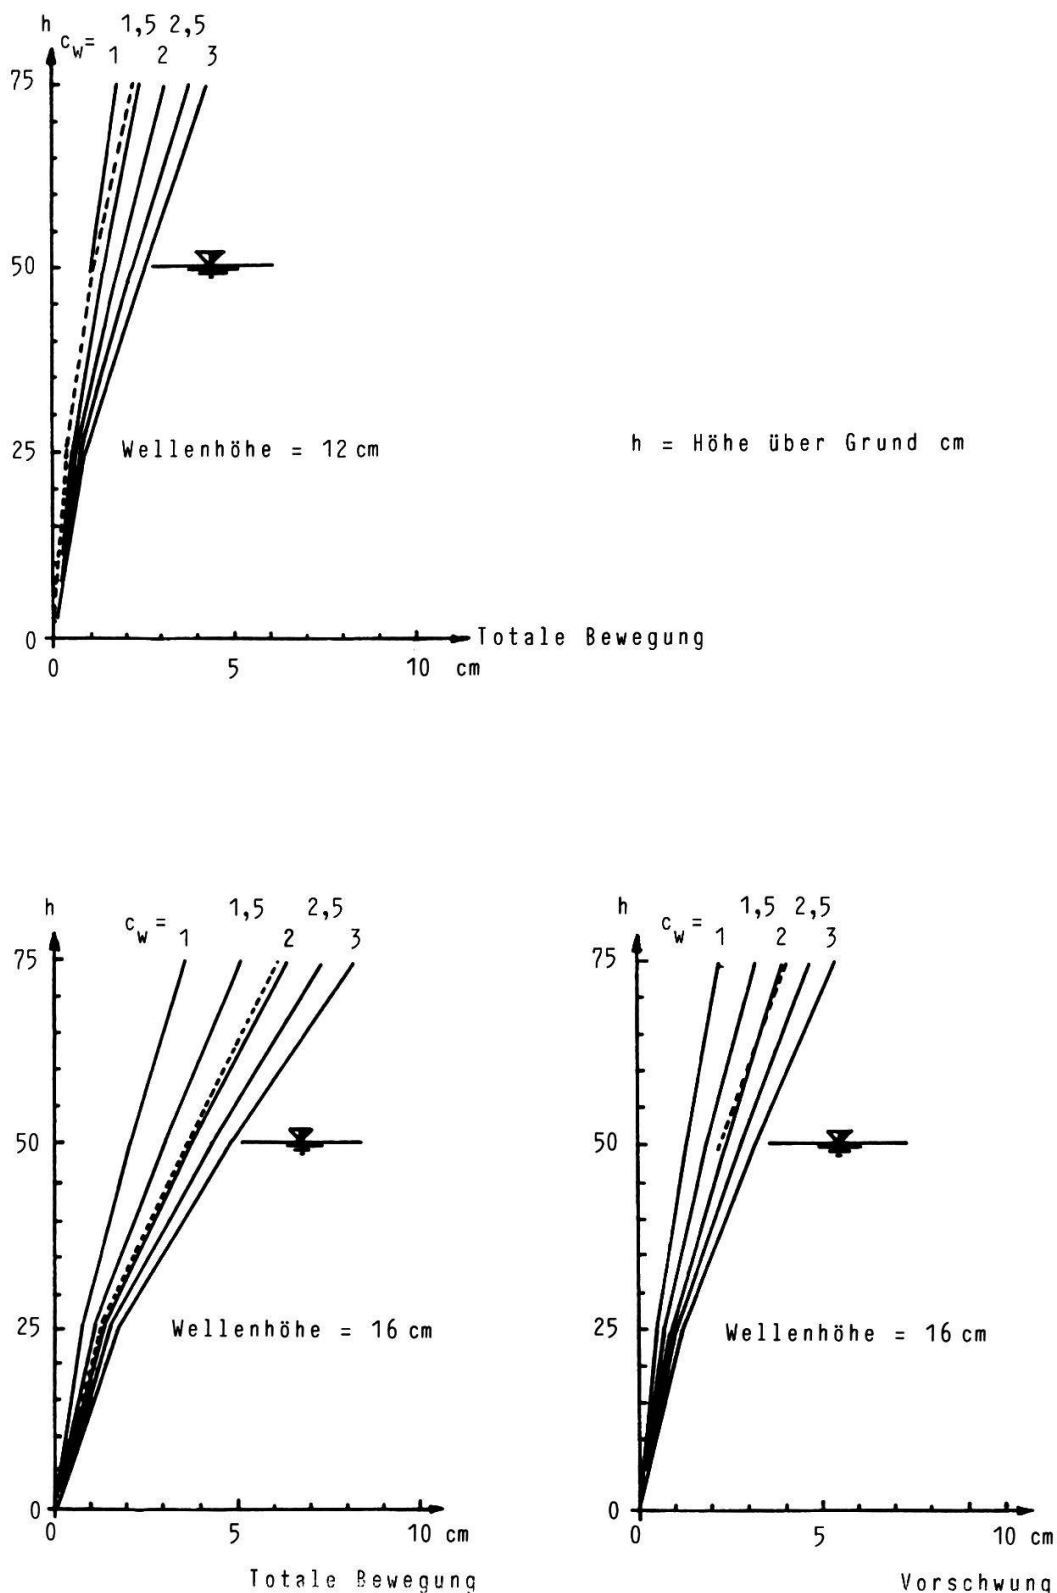 h 1,5 2,5
cw= 1 2 3
75
50
25
Wellenhöhe = 12 cm
h = Höhe über Grund cm
0
Totale Bewegung
0 5 10 cm
h 1,5 2,5
cw= 1 2 3
75
50
25
Wellenhöhe = 16 cm
0
0 5 10 cm
Totale Bewegung
h 1,5 2,5
cw= 1 2 3
75
50
25
Wellenhöhe = 16 cm
0
0 5 10 cm
Vorschwung